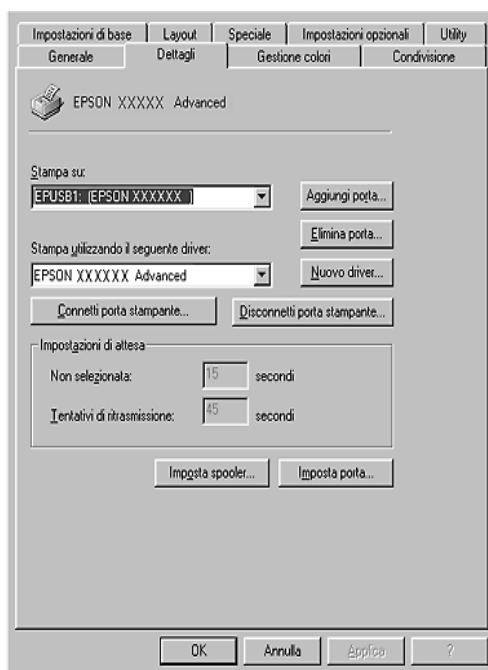 Impostazioni di base Layout Speciale Impostazioni opzionali Utility
Generale Dettagli Gestione colori Condivisione
EPSON XXXXX Advanced
Stampa su:
EPUSB1: (EPSON XXXXXX ) Aggiungi porta...
Elimina porta...
Stampa utilizzando il seguente driver:
EPSON XXXXXX Advanced Nuovo driver...
Connetti porta stampante... Disconnetti porta stampante...
Impostazioni di attesa
Non selezionata: 15 secondi
Tentativi di ritrasmissione: 45 secondi
Imposta spooler... Imposta porta...
OK Annulla Applica ?